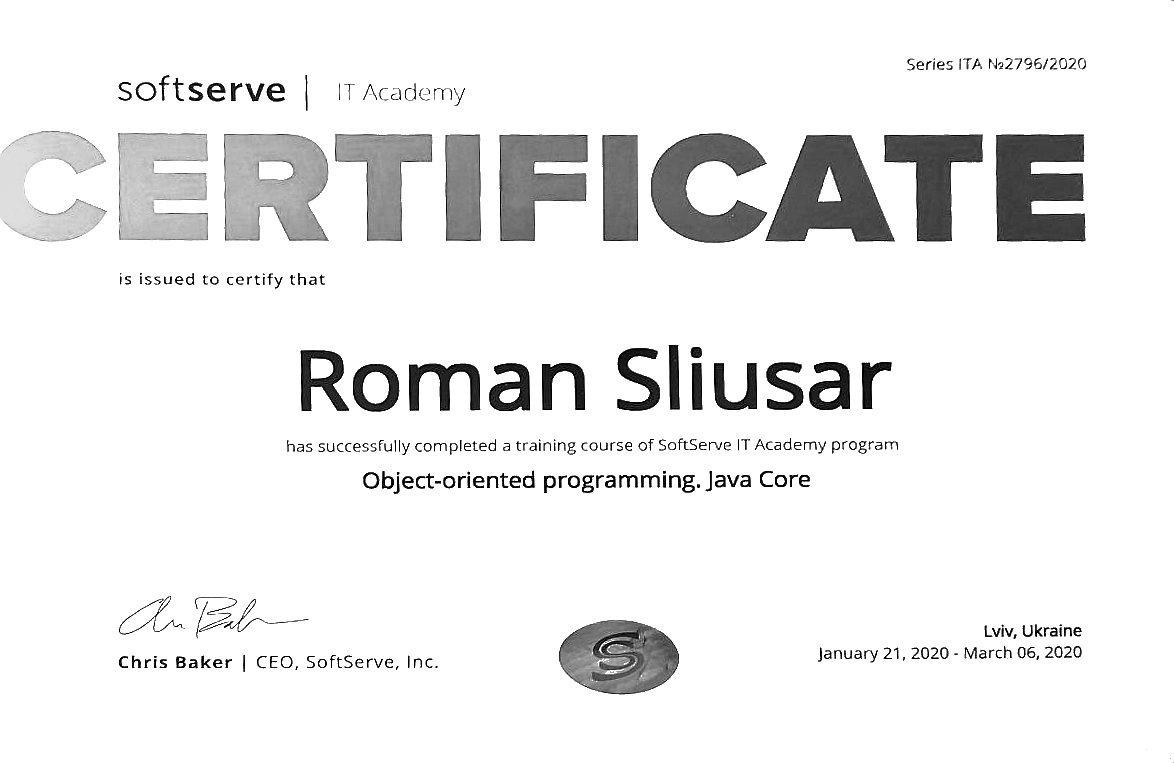 Series ITA №2796/2020
softserve | IT Academy
CERTIFICATE
is issued to certify that
Roman Sliusar
has successfully completed a training course of SoftServe IT Academy program
Object-oriented programming. Java Core
Chris Baker | CEO, SoftServe, Inc.
Lviv, Ukraine
January 21, 2020 - March 06, 2020